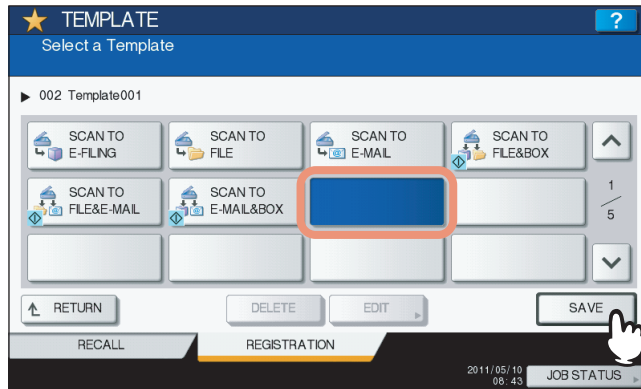 TEMPLATE
?
Select a Template
002 Template001
SCAN TO
E-FILING
SCAN TO
FILE
SCAN TO
E-MAIL
SCAN TO
FILE&BOX
SCAN TO
FILE&E-MAIL
SCAN TO
E-MAIL&BOX
1
5
RETURN
DELETE
EDIT
SAVE
RECALL
REGISTRATION
2011/05/10
08:43
JOB STATUS